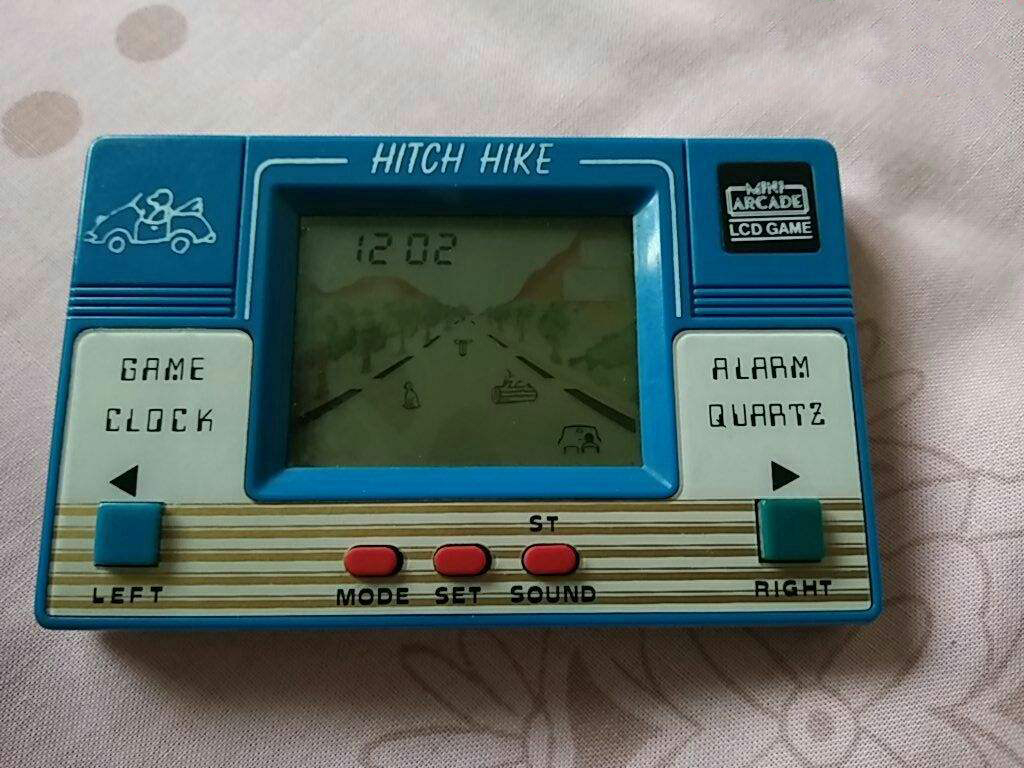 HITCH HIKE
MINI
ARCADE
LCD GAME
12 02
GAME
CLOCK
ALARM
QUARTZ
ST
LEFT
MODE SET SOUND
RIGHT